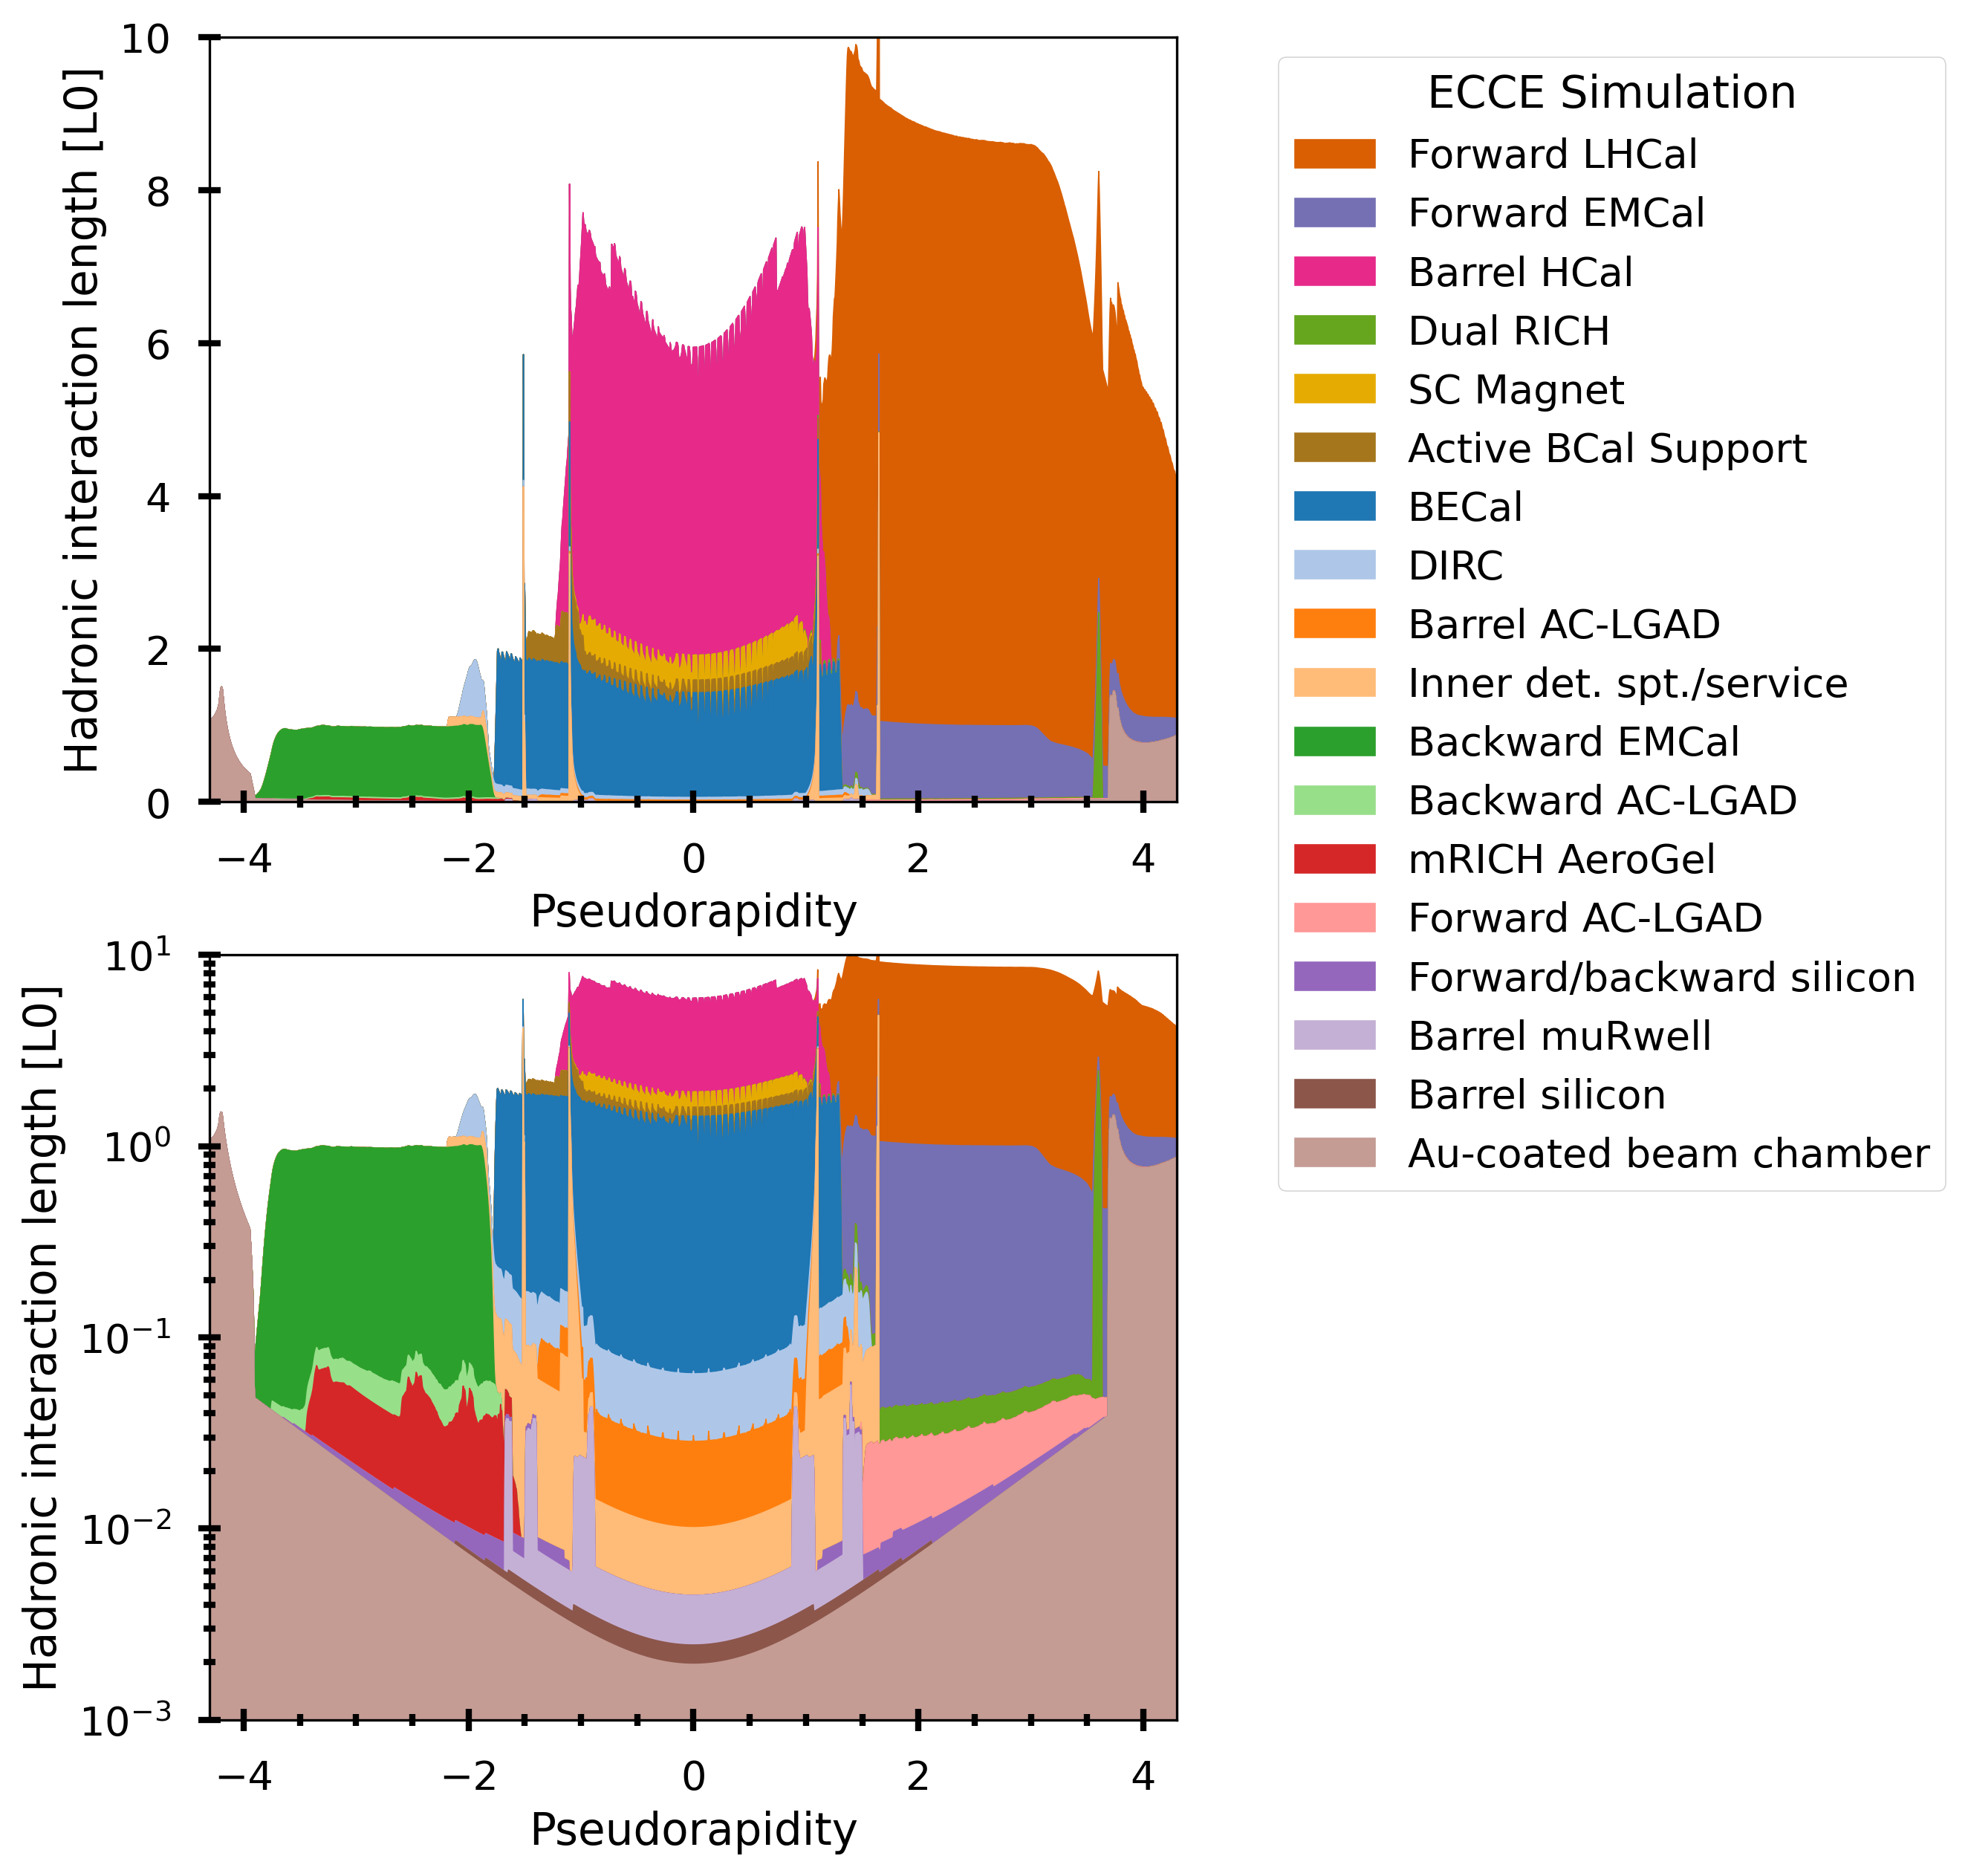 10
8
6
4
2
0
Hadronic interaction length [L0]
−4 −2 0 2 4
Pseudorapidity
10¹
10⁰
10⁻¹
10⁻²
10⁻³
Hadronic interaction length [L0]
−4 −2 0 2 4
Pseudorapidity
ECCE Simulation
Forward LHCal
Forward EMCal
Barrel HCal
Dual RICH
SC Magnet
Active BCal Support
BECal
DIRC
Barrel AC-LGAD
Inner det. spt./service
Backward EMCal
Backward AC-LGAD
mRICH AeroGel
Forward AC-LGAD
Forward/backward silicon
Barrel muRwell
Barrel silicon
Au-coated beam chamber